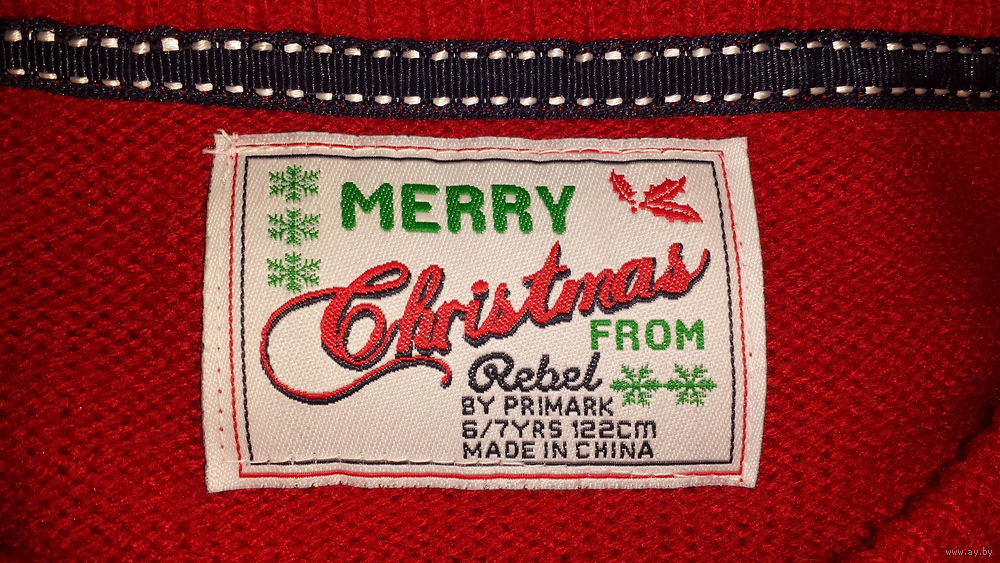 MERRY
Christmas
FROM
Rebel
BY PRIMARK
6/7YRS 122CM
MADE IN CHINA
www.ay.by